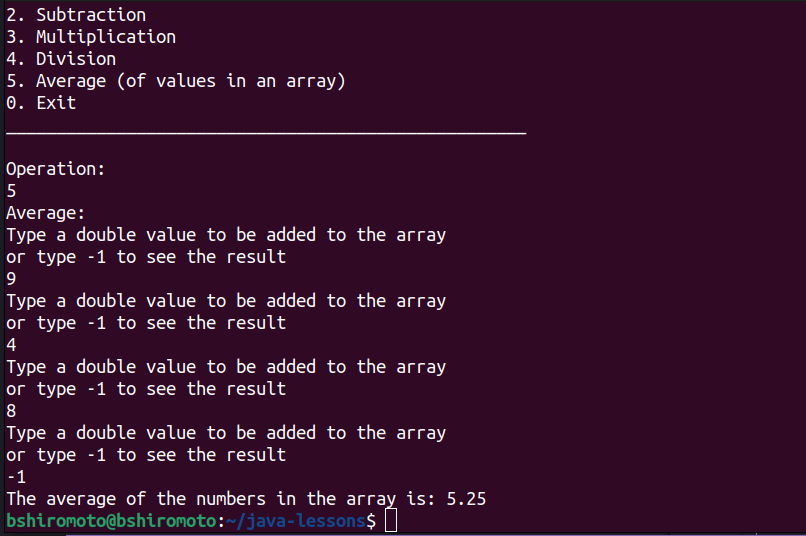 2. Subtraction
3. Multiplication
4. Division
5. Average (of values in an array)
0. Exit
____________________________________________________
Operation:
5
Average:
Type a double value to be added to the array
or type -1 to see the result
9
Type a double value to be added to the array
or type -1 to see the result
4
Type a double value to be added to the array
or type -1 to see the result
8
Type a double value to be added to the array
or type -1 to see the result
-1
The average of the numbers in the array is: 5.25
bshiromoto@bshiromoto:~/java-lessons$